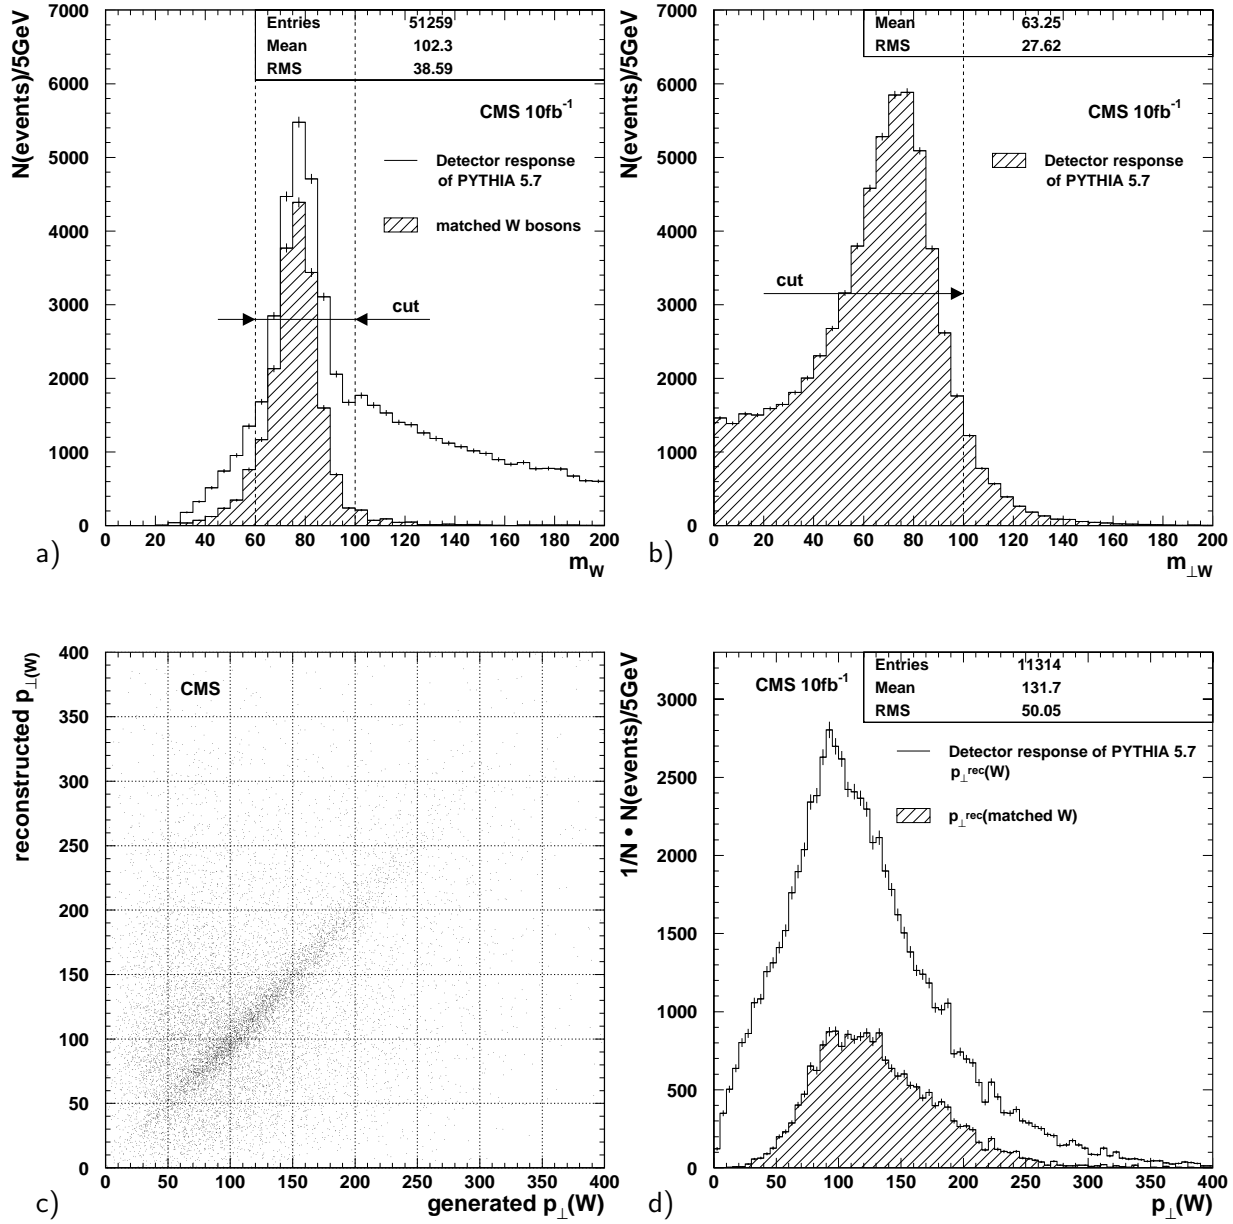 Entries 51259
Mean 102.3
RMS 38.59
CMS 10fb⁻¹
Detector response
of PYTHIA 5.7
matched W bosons
cut
N(events)/5GeV
7000
6000
5000
4000
3000
2000
1000
0
0 20 40 60 80 100 120 140 160 180 200
m_W
a)
Mean 63.25
RMS 27.62
CMS 10fb⁻¹
Detector response
of PYTHIA 5.7
cut
N(events)/5GeV
7000
6000
5000
4000
3000
2000
1000
0
0 20 40 60 80 100 120 140 160 180 200
m_⊥W
b)
CMS
reconstructed p_⊥(W)
400
350
300
250
200
150
100
50
0
0 50 100 150 200 250 300 350 400
generated p_⊥(W)
c)
Entries 11314
Mean 131.7
RMS 50.05
CMS 10fb⁻¹
Detector response of PYTHIA 5.7
p_⊥^rec(W)
p_⊥^rec(matched W)
1/N • N(events)/5GeV
3000
2500
2000
1500
1000
500
0
0 50 100 150 200 250 300 350 400
p_⊥(W)
d)